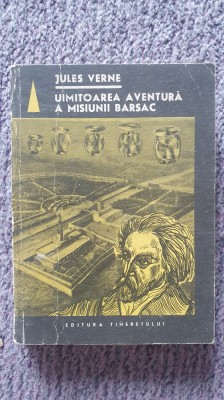 JULES VERNE
UIMITOAREA AVENTURĂ
A MISIUNII BARSAC
EDITURA TINERETULUI